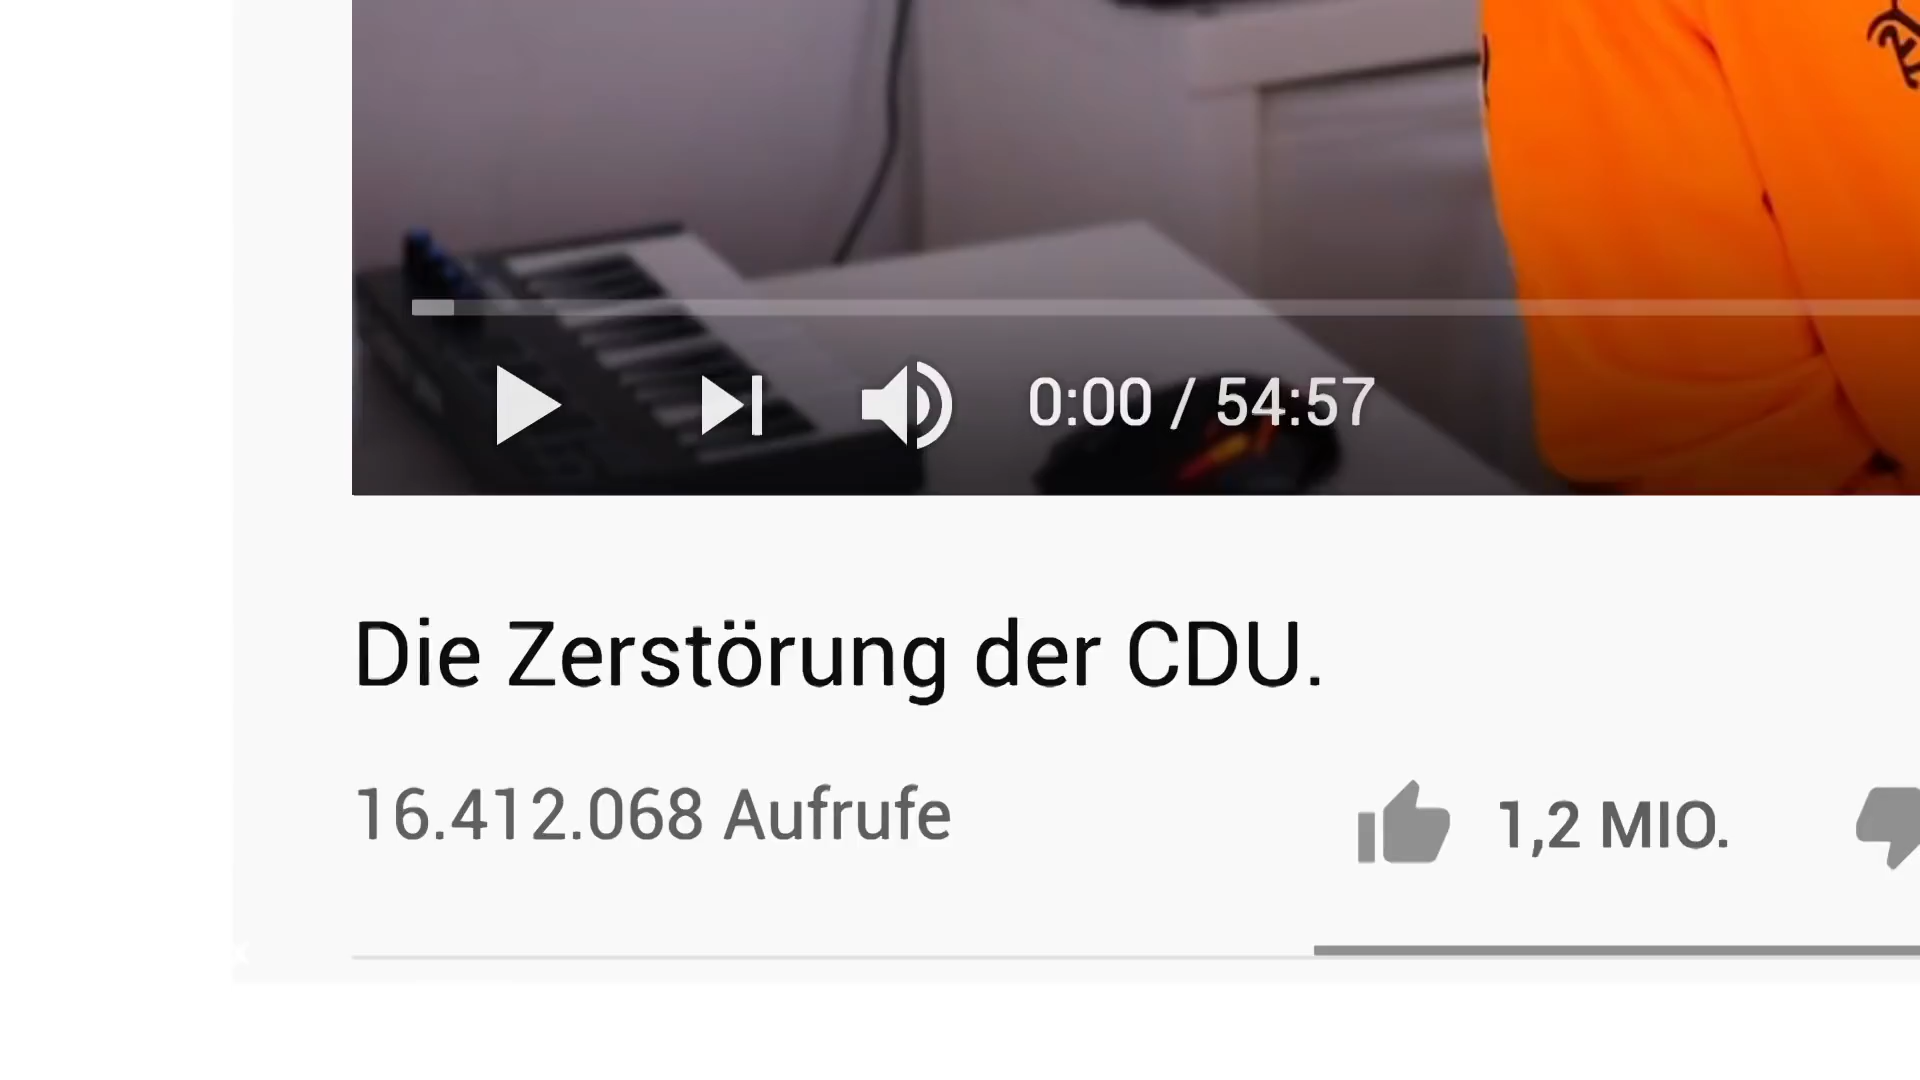 0:00 / 54:57
Die Zerstörung der CDU.
16.412.068 Aufrufe
1,2 MIO.